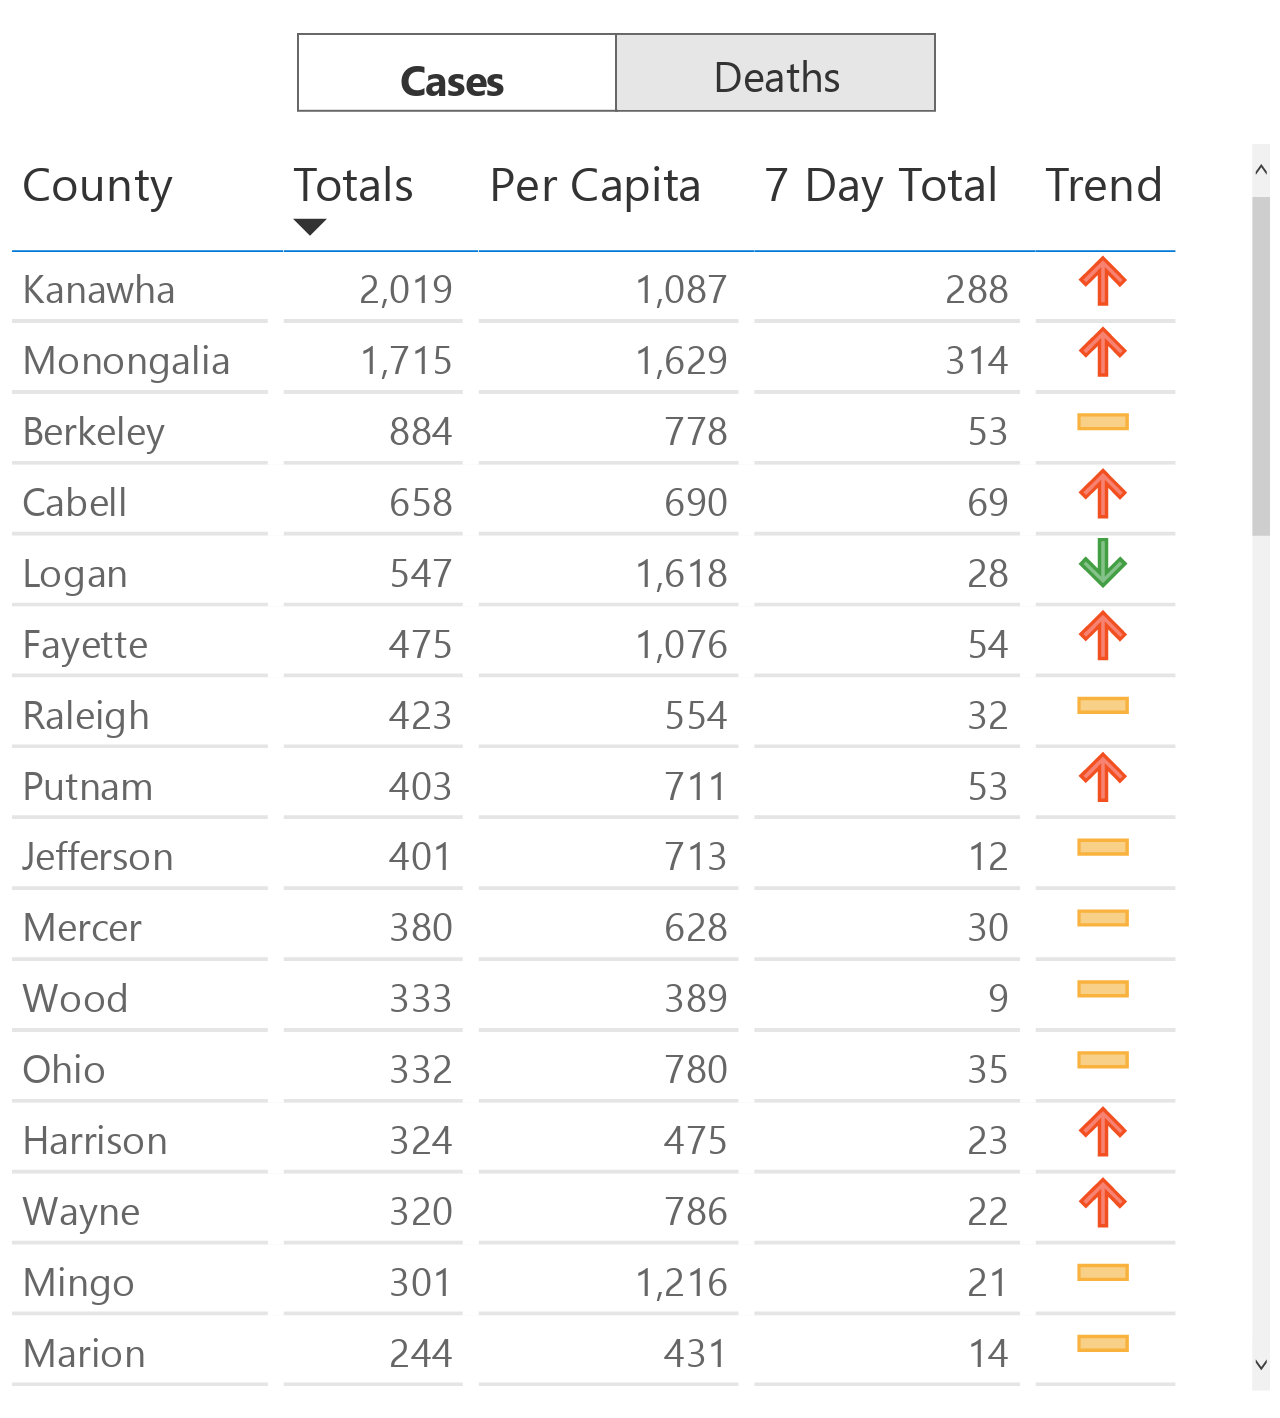 Cases Deaths
County Totals Per Capita 7 Day Total Trend
Kanawha 2,019 1,087 288
Monongalia 1,715 1,629 314
Berkeley 884 778 53
Cabell 658 690 69
Logan 547 1,618 28
Fayette 475 1,076 54
Raleigh 423 554 32
Putnam 403 711 53
Jefferson 401 713 12
Mercer 380 628 30
Wood 333 389 9
Ohio 332 780 35
Harrison 324 475 23
Wayne 320 786 22
Mingo 301 1,216 21
Marion 244 431 14